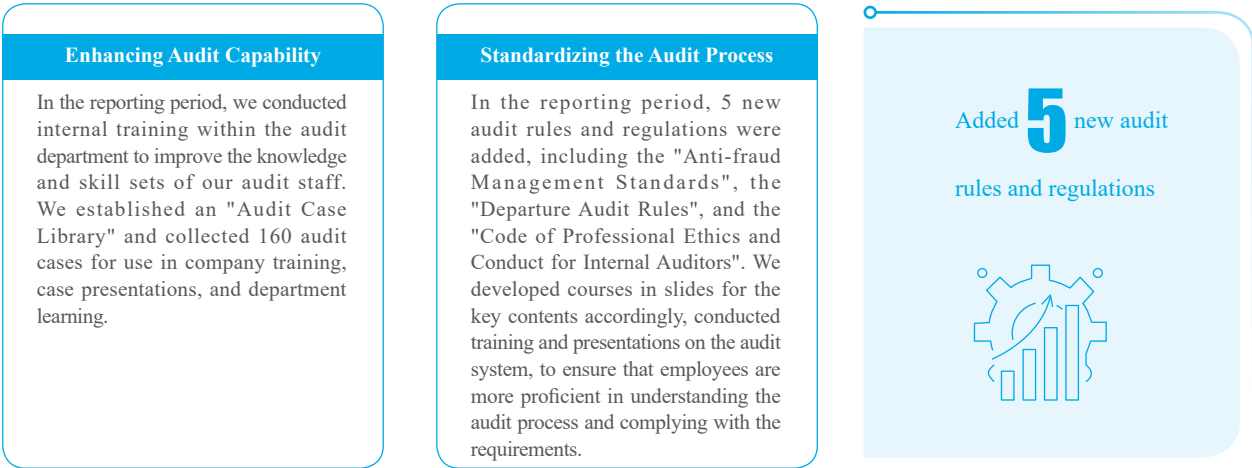 Enhancing Audit Capability
In the reporting period, we conducted
internal training within the audit
department to improve the knowledge
and skill sets of our audit staff.
We established an "Audit Case
Library" and collected 160 audit
cases for use in company training,
case presentations, and department
learning.
Standardizing the Audit Process
In the reporting period, 5 new
audit rules and regulations were
added, including the "Anti-fraud
Management Standards", the
"Departure Audit Rules", and the
"Code of Professional Ethics and
Conduct for Internal Auditors". We
developed courses in slides for the
key contents accordingly, conducted
training and presentations on the audit
system, to ensure that employees are
more proficient in understanding the
audit process and complying with the
requirements.
Added 5 new audit
rules and regulations